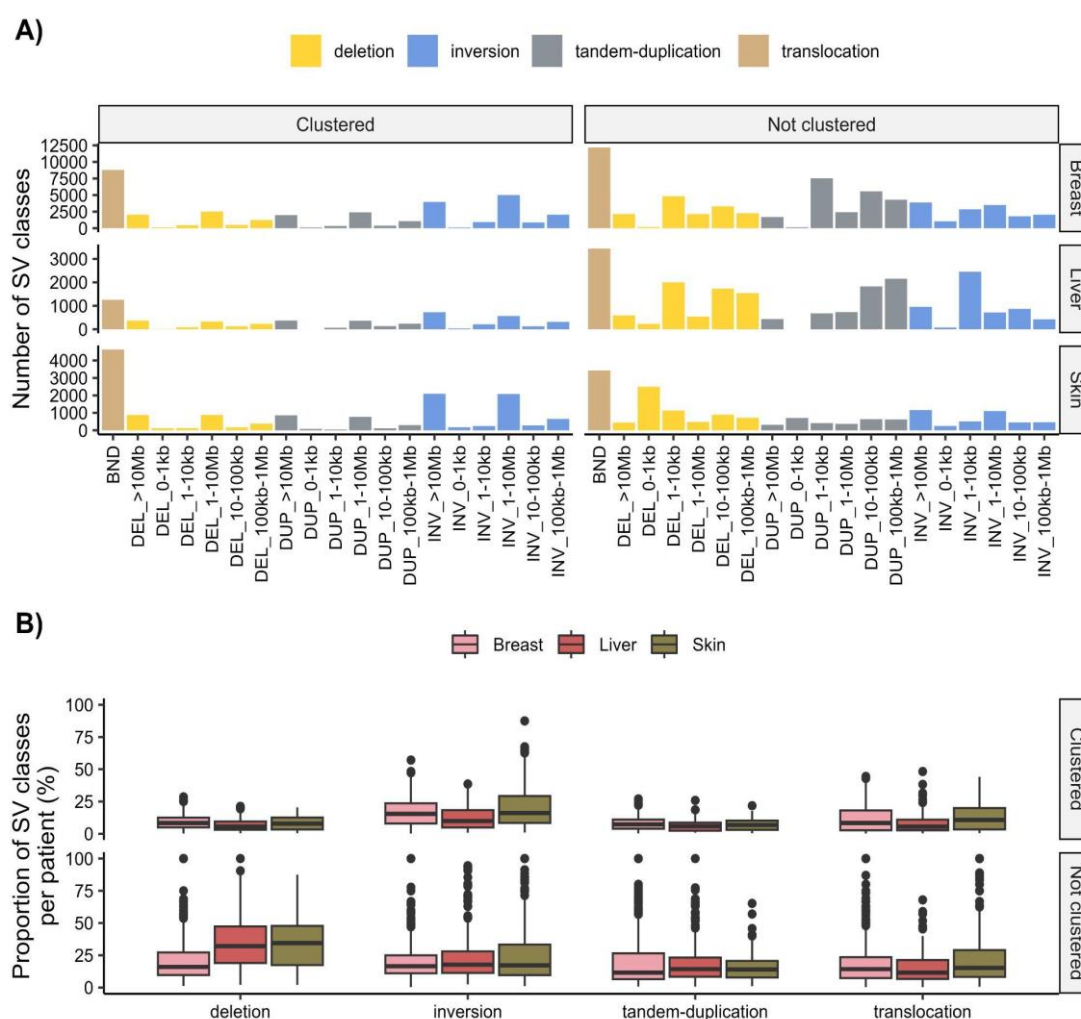 A)
deletion inversion tandem-duplication translocation
Clustered Not clustered
Number of SV classes
12500
10000
7500
5000
2500
0
Breast
3000
2000
1000
0
Liver
4000
3000
2000
1000
0
Skin
BND DEL_>10Mb DEL_0-1kb DEL_1-10kb DEL_1-10Mb DEL_10-100kb DEL_100kb-1Mb DUP_>10Mb DUP_0-1kb DUP_1-10kb DUP_1-10Mb DUP_10-100kb DUP_100kb-1Mb INV_>10Mb INV_0-1kb INV_1-10kb INV_1-10Mb INV_10-100kb INV_100kb-1Mb
BND DEL_>10Mb DEL_0-1kb DEL_1-10kb DEL_1-10Mb DEL_10-100kb DEL_100kb-1Mb DUP_>10Mb DUP_0-1kb DUP_1-10kb DUP_1-10Mb DUP_10-100kb DUP_100kb-1Mb INV_>10Mb INV_0-1kb INV_1-10kb INV_1-10Mb INV_10-100kb INV_100kb-1Mb
B)
Breast Liver Skin
Proportion of SV classes
per patient (%)
100
75
50
25
0
Clustered
100
75
50
25
0
Not clustered
deletion inversion tandem-duplication translocation